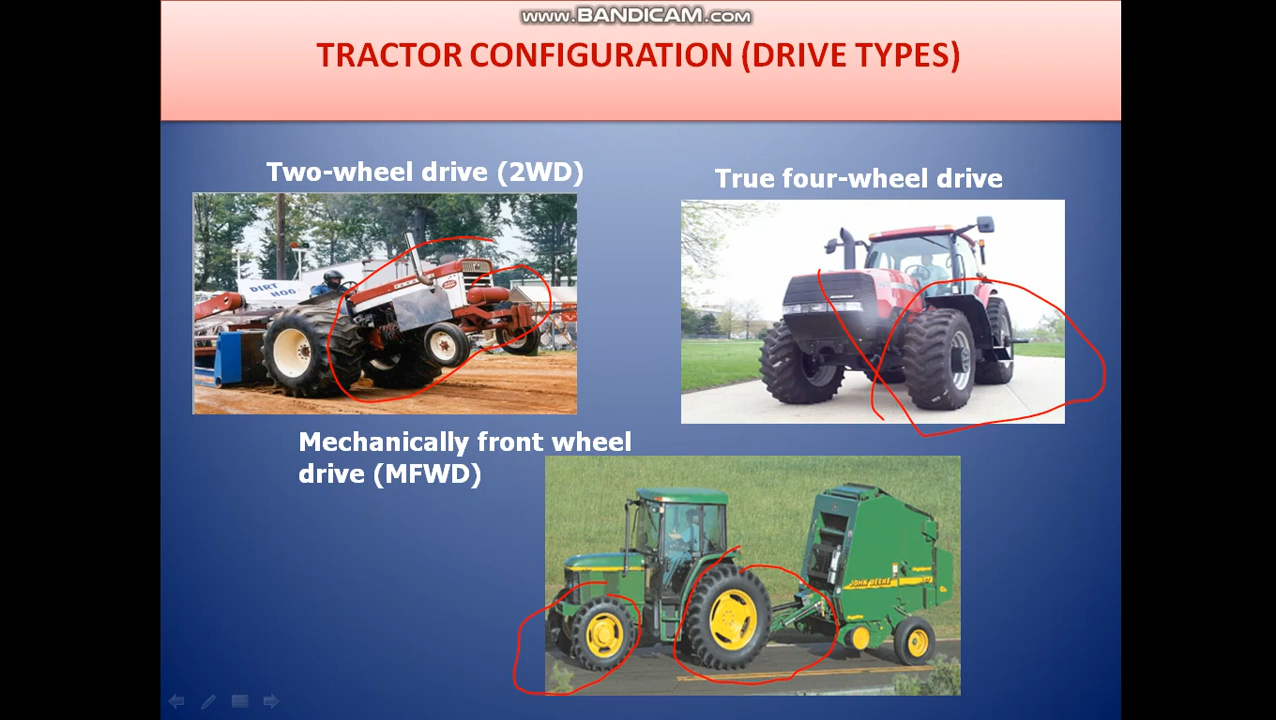 www.BANDICAM.com
TRACTOR CONFIGURATION (DRIVE TYPES)
Two-wheel drive (2WD)
True four-wheel drive
DIRT
HOG
Mechanically front wheel
drive (MFWD)
JOHN DEERE